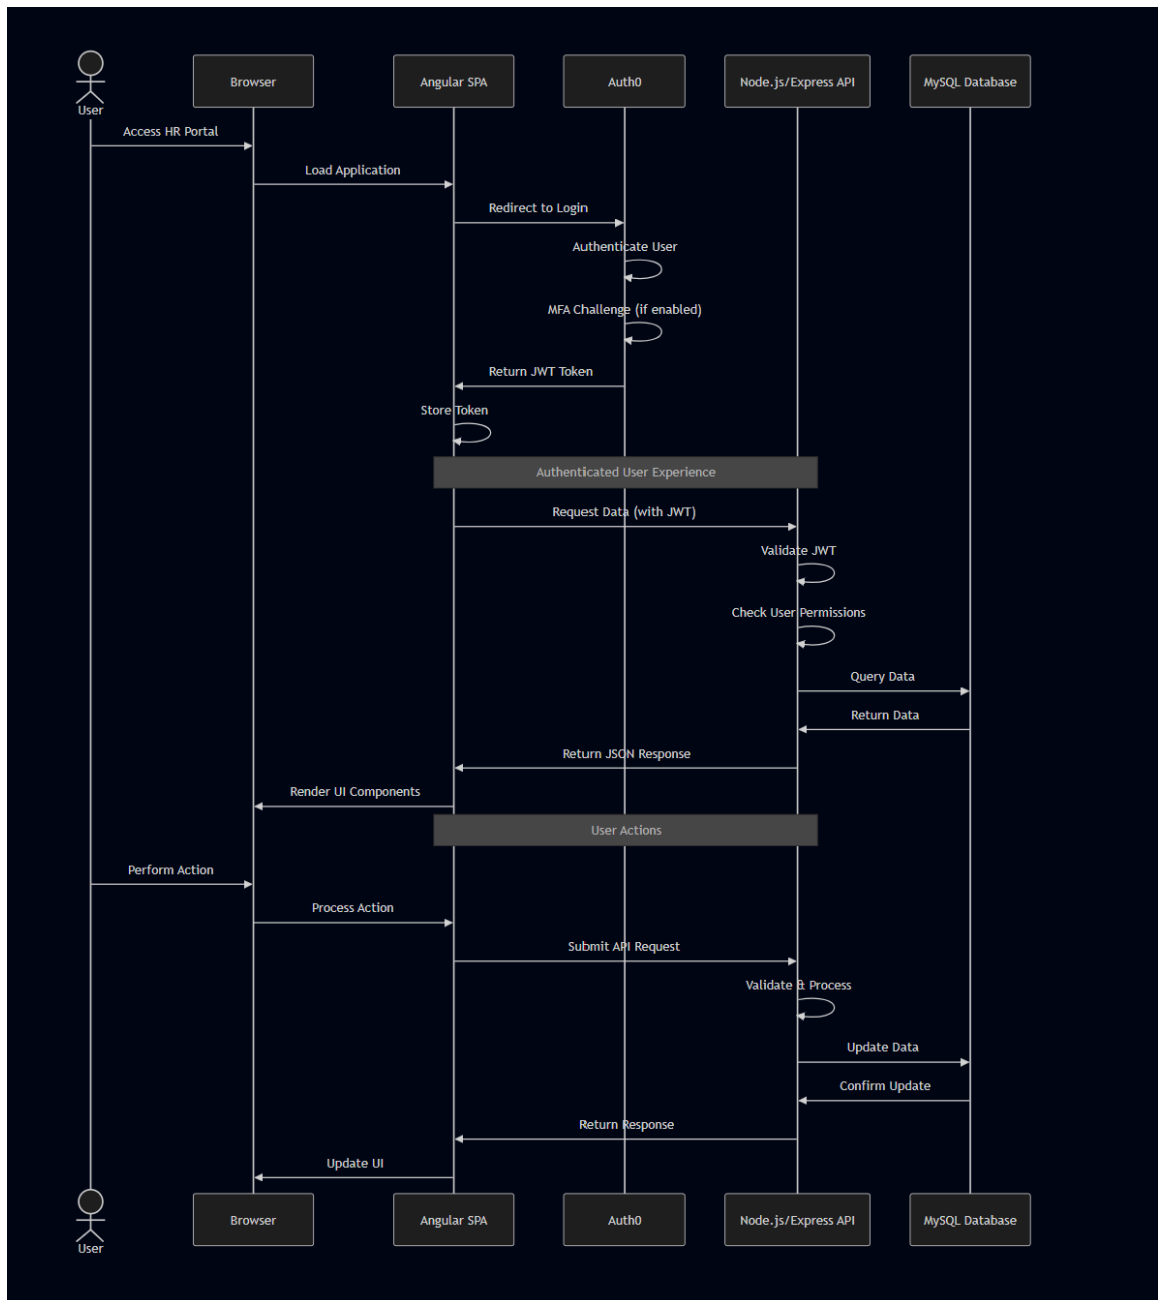 User
Browser
Angular SPA
Auth0
Node.js/Express API
MySQL Database
Access HR Portal
Load Application
Redirect to Login
Authenticate User
MFA Challenge (if enabled)
Return JWT Token
Store Token
Authenticated User Experience
Request Data (with JWT)
Validate JWT
Check User Permissions
Query Data
Return Data
Return JSON Response
Render UI Components
User Actions
Perform Action
Process Action
Submit API Request
Validate & Process
Update Data
Confirm Update
Return Response
Update UI
User
Browser
Angular SPA
Auth0
Node.js/Express API
MySQL Database